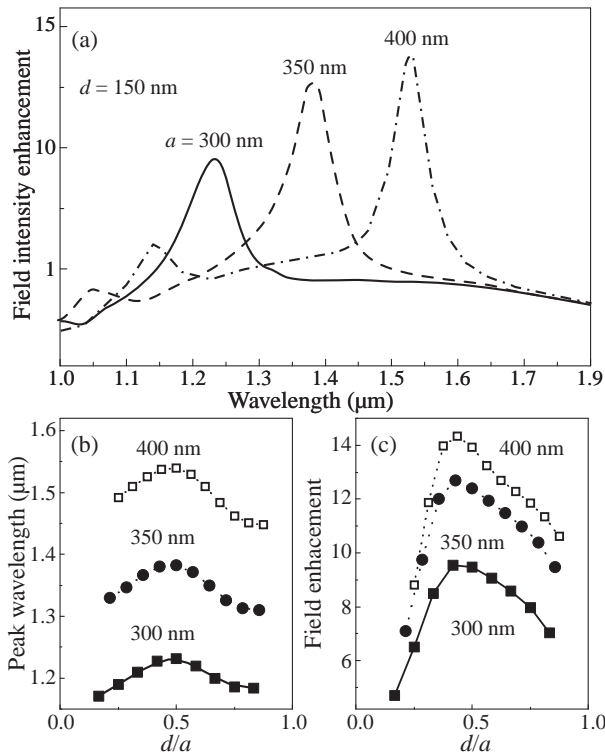 (a)
400 nm
350 nm
d = 150 nm
a = 300 nm
Field intensity enhancement
15
10
1
1.0 1.1 1.2 1.3 1.4 1.5 1.6 1.7 1.9
Wavelength (μm)
(b)
400 nm
350 nm
300 nm
Peak wavelength (μm)
1.6
1.5
1.4
1.3
1.2
0.0 0.5 1.0
d/a
(c)
400 nm
350 nm
300 nm
Field enhacement
14
12
10
8
6
0.0 0.5 1.0
d/a